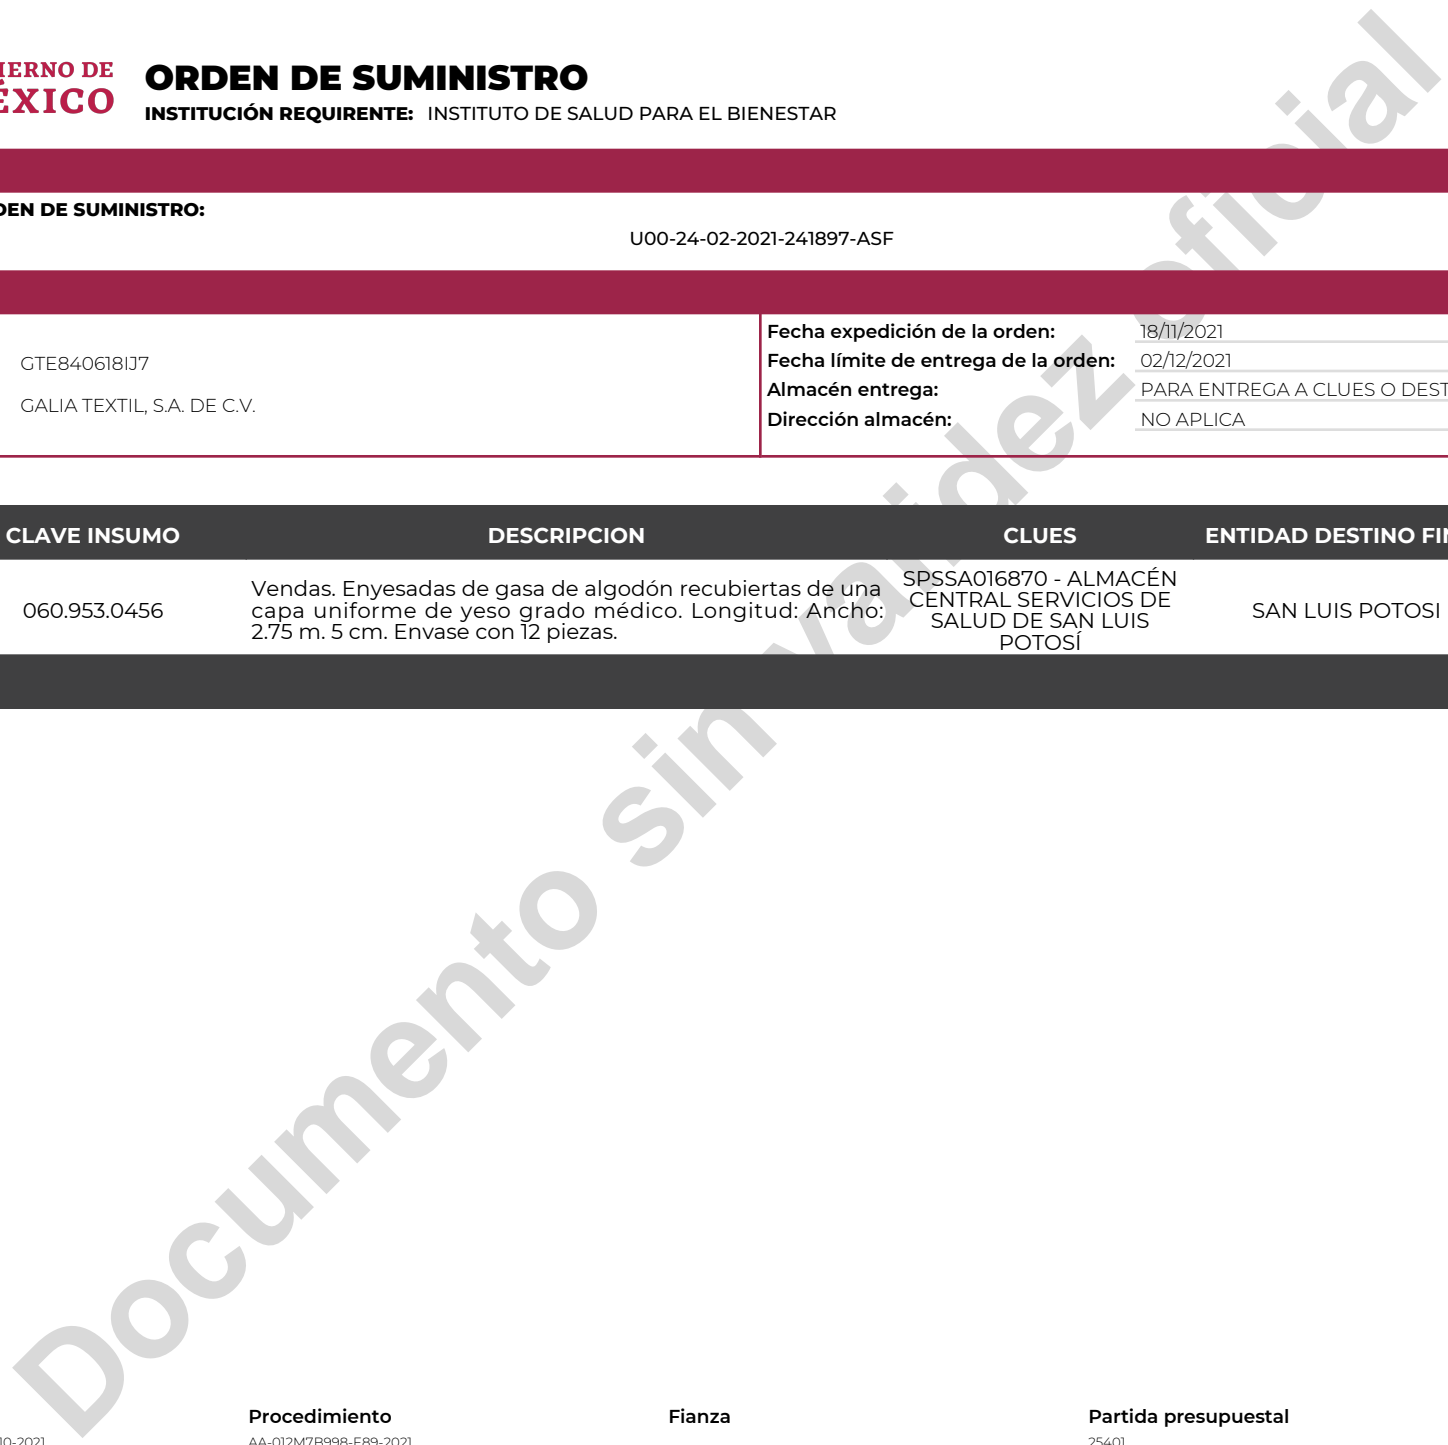 ORDEN DE SUMINISTRO
INSTITUCIÓN REQUIRENTE: INSTITUTO DE SALUD PARA EL BIENESTAR
DE
DE SUMINISTRO:
U00-24-02-2021-241897-ASF
GTE840618IJ7
GALIA TEXTIL, S.A. DE C.V.
Fecha expedición de la orden: 18/11/2021
Fecha límite de entrega de la orden: 02/12/2021
Almacén entrega: PARA ENTREGA A CLUES O
Dirección almacén: NO APLICA
CLAVE INSUMO DESCRIPCION CLUES ENTIDAD DESTINO
060.953.0456
Vendas. Enyesadas de gasa de algodón recubiertas de una
capa uniforme de yeso grado médico. Longitud: Ancho:
2.75 m. 5 cm. Envase con 12 piezas.
SPSSA016870 - ALMACÉN
CENTRAL SERVICIOS DE
SALUD DE SAN LUIS
POTOSÍ
SAN LUIS POTOSI
Documento sin validez oficial
Procedimiento Fianza Partida presupuestal
AA-012M7B998-E89-2021
25401